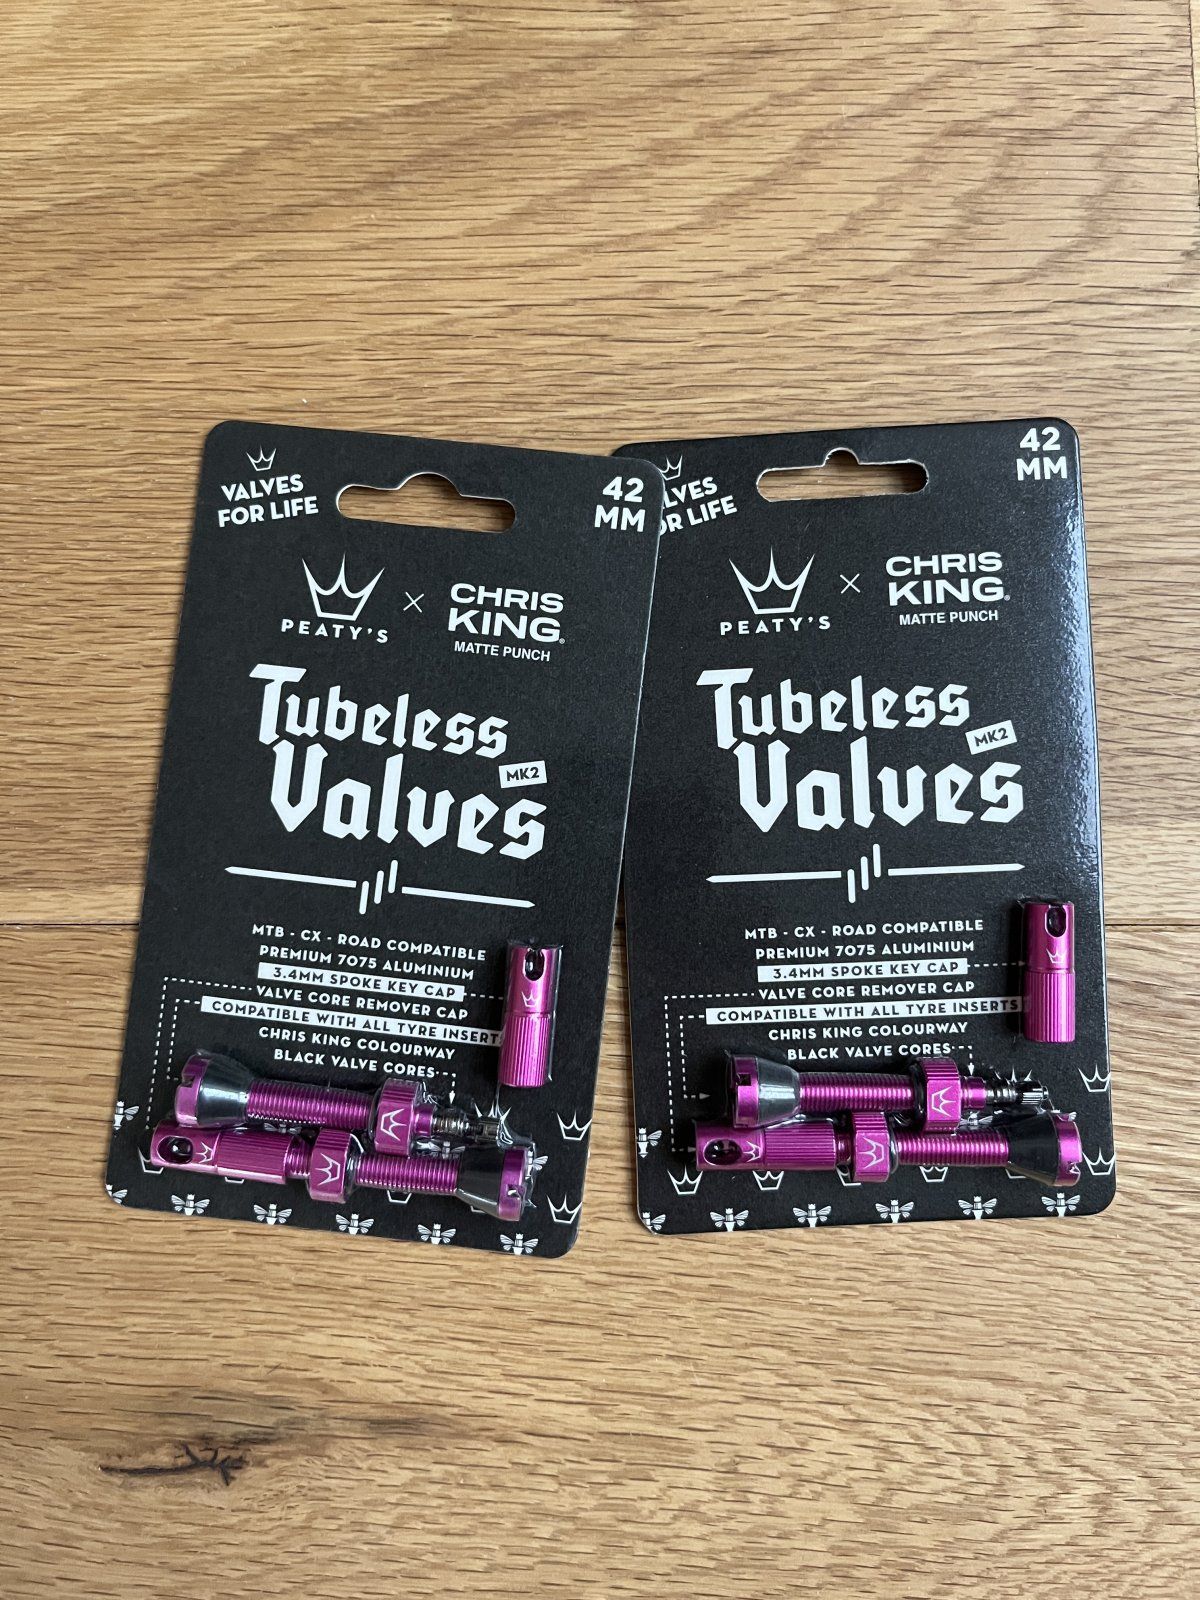 VALVES
FOR LIFE
42
MM
PEATY'S
×
CHRIS
KING®
MATTE PUNCH
Tubeless
Valves
MK2
MTB - CX - ROAD COMPATIBLE
PREMIUM 7075 ALUMINIUM
3.4MM SPOKE KEY CAP
VALVE CORE REMOVER CAP
COMPATIBLE WITH ALL TYRE INSERT
CHRIS KING COLOURWAY
BLACK VALVE CORES
LVES
OR LIFE
42
MM
PEATY'S
×
CHRIS
KING®
MATTE PUNCH
Tubeless
Valves
MK2
MTB - CX - ROAD COMPATIBLE
PREMIUM 7075 ALUMINIUM
3.4MM SPOKE KEY CAP
VALVE CORE REMOVER CAP
COMPATIBLE WITH ALL TYRE INSERTS
CHRIS KING COLOURWAY
BLACK VALVE CORES